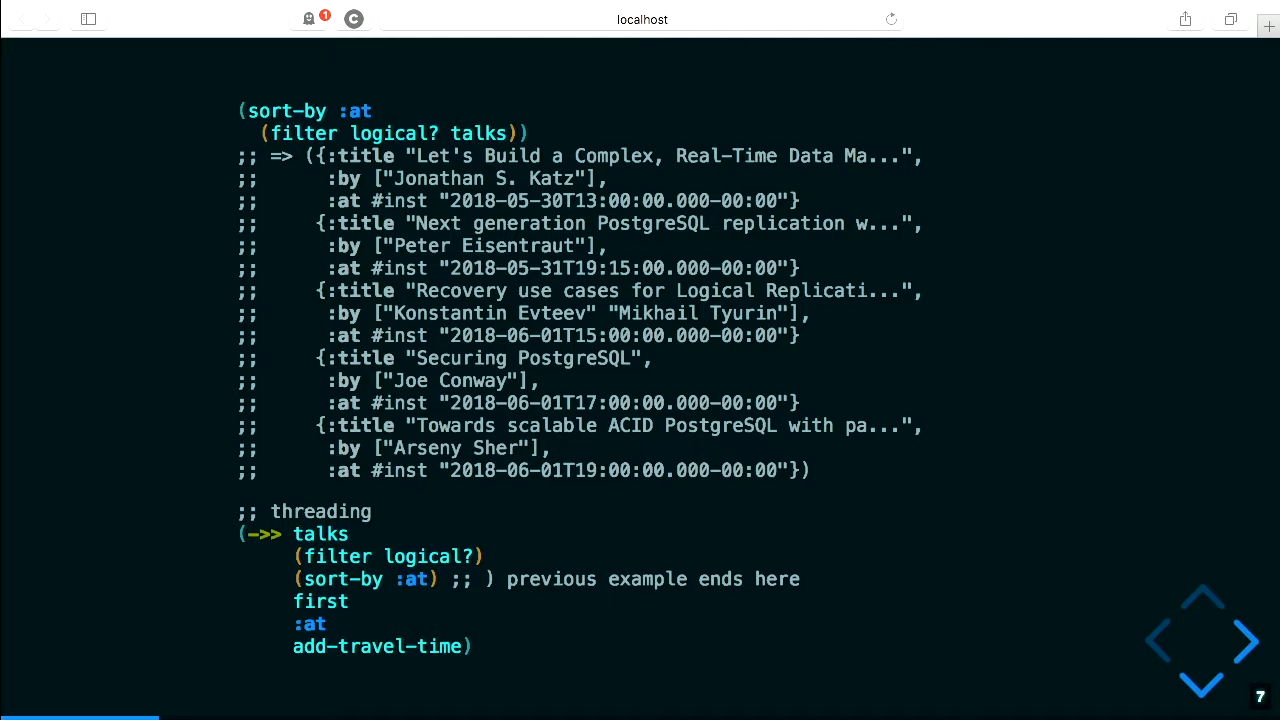 1
C
localhost
(sort-by :at
  (filter logical? talks))
;; => ({:title "Let's Build a Complex, Real-Time Data Ma...",
;;      :by ["Jonathan S. Katz"],
;;      :at #inst "2018-05-30T13:00:00.000-00:00"}
;;     {:title "Next generation PostgreSQL replication w...",
;;      :by ["Peter Eisentraut"],
;;      :at #inst "2018-05-31T19:15:00.000-00:00"}
;;     {:title "Recovery use cases for Logical Replicati...",
;;      :by ["Konstantin Evteev" "Mikhail Tyurin"],
;;      :at #inst "2018-06-01T15:00:00.000-00:00"}
;;     {:title "Securing PostgreSQL",
;;      :by ["Joe Conway"],
;;      :at #inst "2018-06-01T17:00:00.000-00:00"}
;;     {:title "Towards scalable ACID PostgreSQL with pa...",
;;      :by ["Arseny Sher"],
;;      :at #inst "2018-06-01T19:00:00.000-00:00"})
;; threading
(->> talks
     (filter logical?)
     (sort-by :at) ;; ) previous example ends here
     first
     :at
     add-travel-time)
7